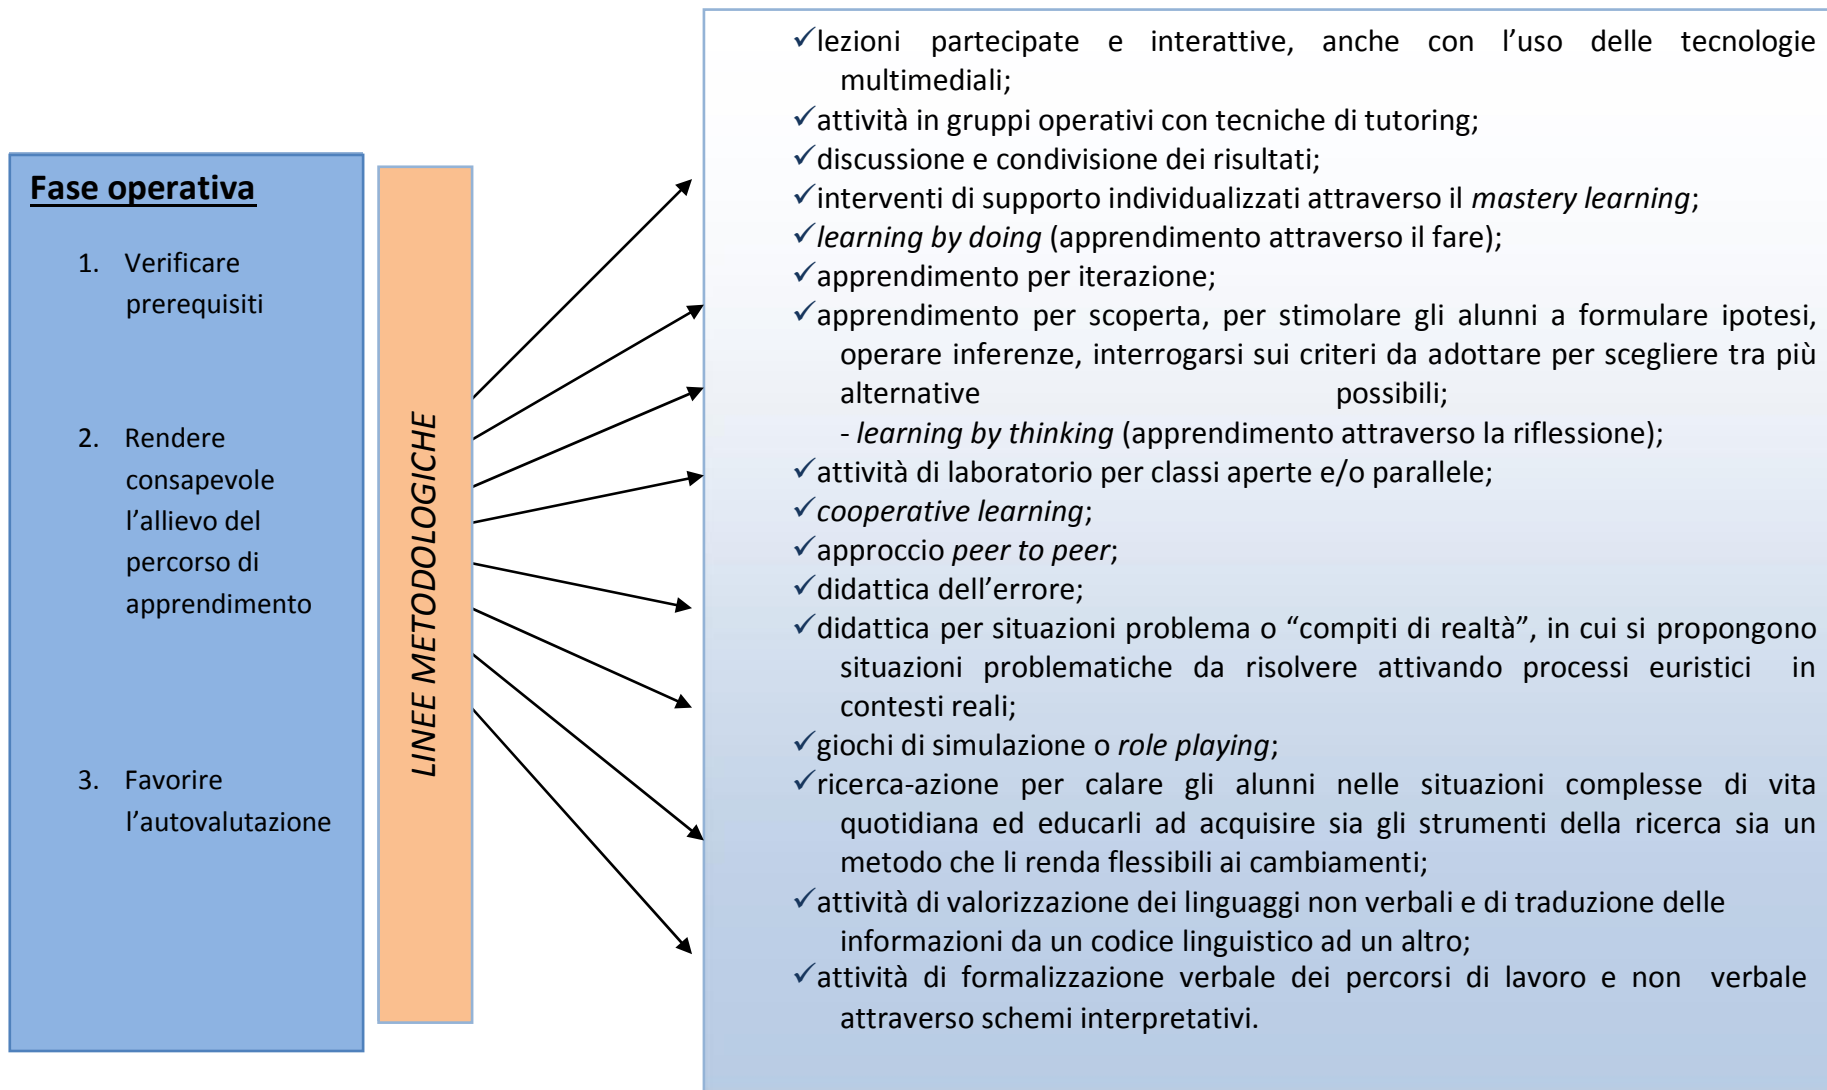 Fase operativa
1. Verificare
prerequisiti
2. Rendere
consapevole
l’allievo del
percorso di
apprendimento
3. Favorire
l’autovalutazione
LINEE METODOLOGICHE
✓lezioni partecipate e interattive, anche con l’uso delle tecnologie
multimediali;
✓attività in gruppi operativi con tecniche di tutoring;
✓discussione e condivisione dei risultati;
✓interventi di supporto individualizzati attraverso il mastery learning;
✓learning by doing (apprendimento attraverso il fare);
✓apprendimento per iterazione;
✓apprendimento per scoperta, per stimolare gli alunni a formulare ipotesi,
operare inferenze, interrogarsi sui criteri da adottare per scegliere tra più
alternative possibili;
- learning by thinking (apprendimento attraverso la riflessione);
✓attività di laboratorio per classi aperte e/o parallele;
✓cooperative learning;
✓approccio peer to peer;
✓didattica dell’errore;
✓didattica per situazioni problema o “compiti di realtà”, in cui si propongono
situazioni problematiche da risolvere attivando processi euristici in
contesti reali;
✓giochi di simulazione o role playing;
✓ricerca-azione per calare gli alunni nelle situazioni complesse di vita
quotidiana ed educarli ad acquisire sia gli strumenti della ricerca sia un
metodo che li renda flessibili ai cambiamenti;
✓attività di valorizzazione dei linguaggi non verbali e di traduzione delle
informazioni da un codice linguistico ad un altro;
✓attività di formalizzazione verbale dei percorsi di lavoro e non verbale
attraverso schemi interpretativi.